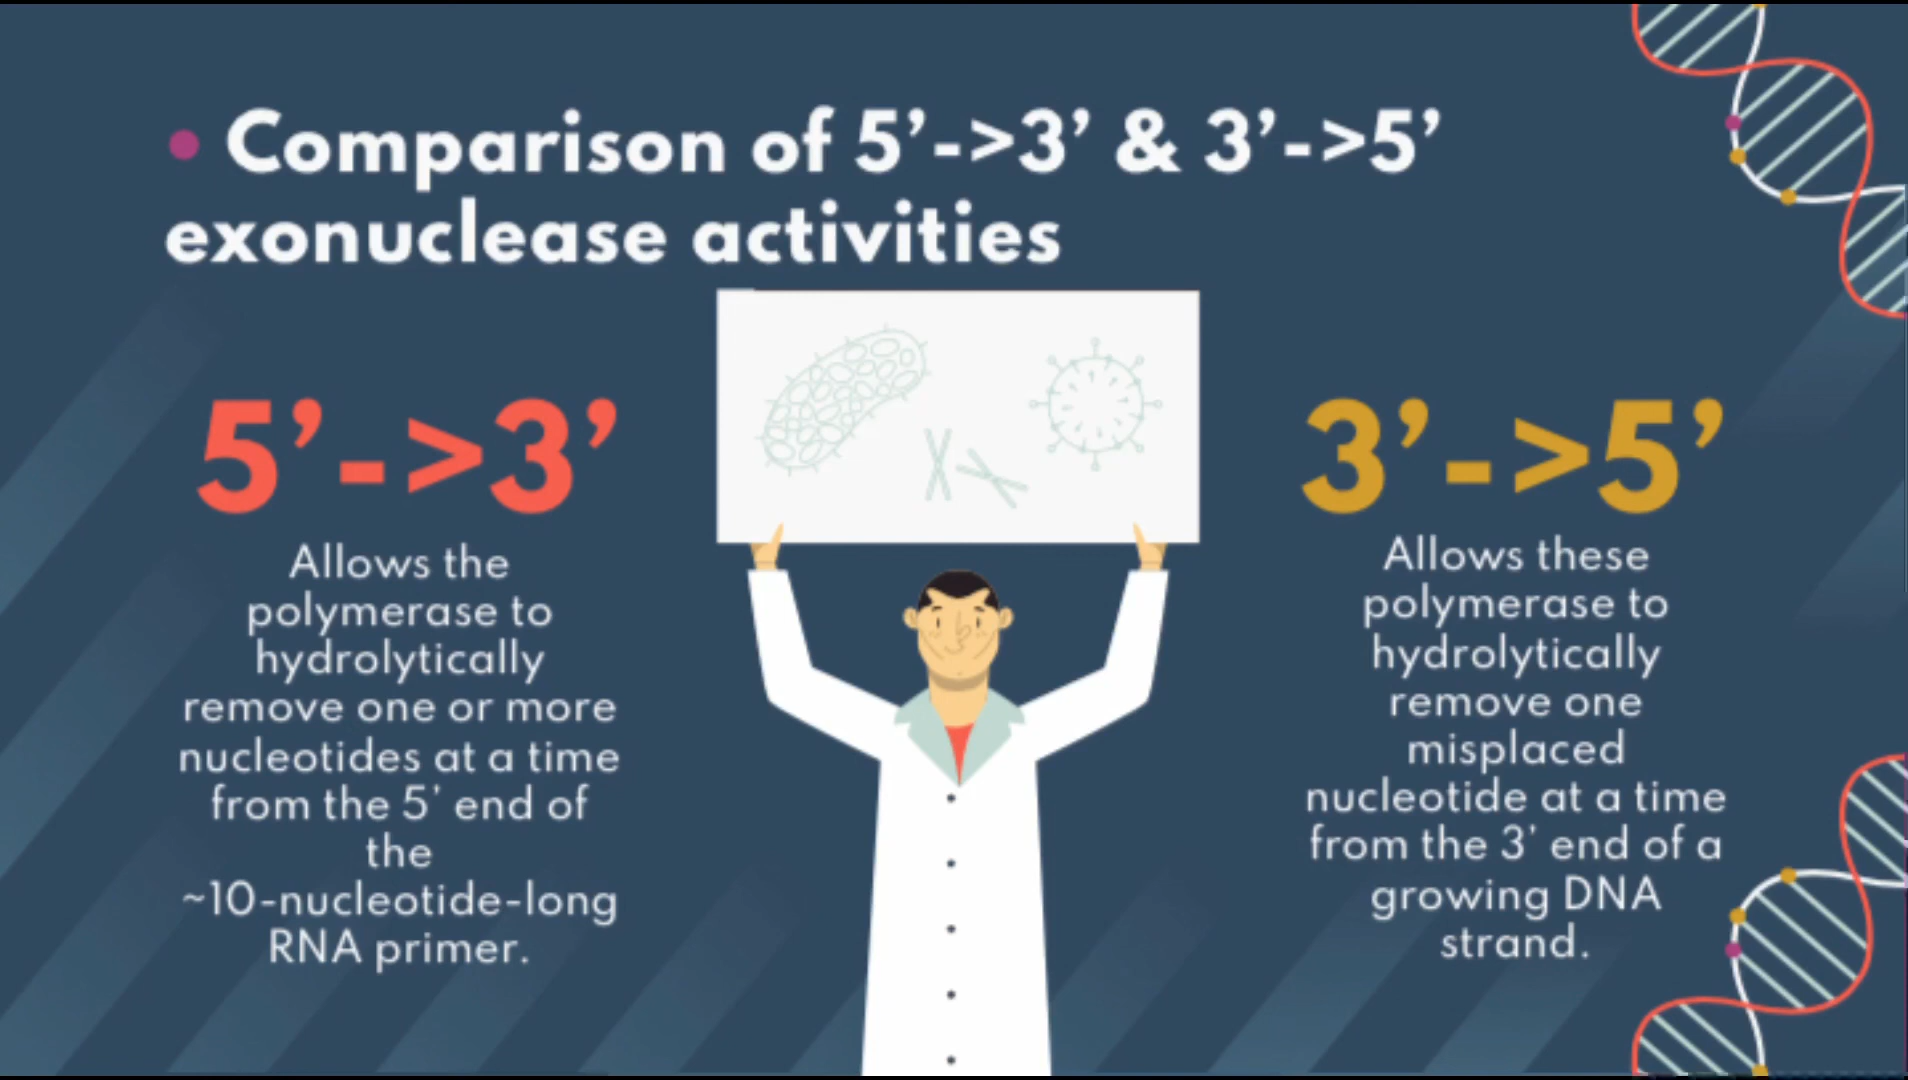 • Comparison of 5’->3’ & 3’->5’
exonuclease activities
5’->3’
Allows the
polymerase to
hydrolytically
remove one or more
nucleotides at a time
from the 5’ end of
the
~10-nucleotide-long
RNA primer.
3’->5’
Allows these
polymerase to
hydrolytically
remove one
misplaced
nucleotide at a time
from the 3’ end of a
growing DNA
strand.